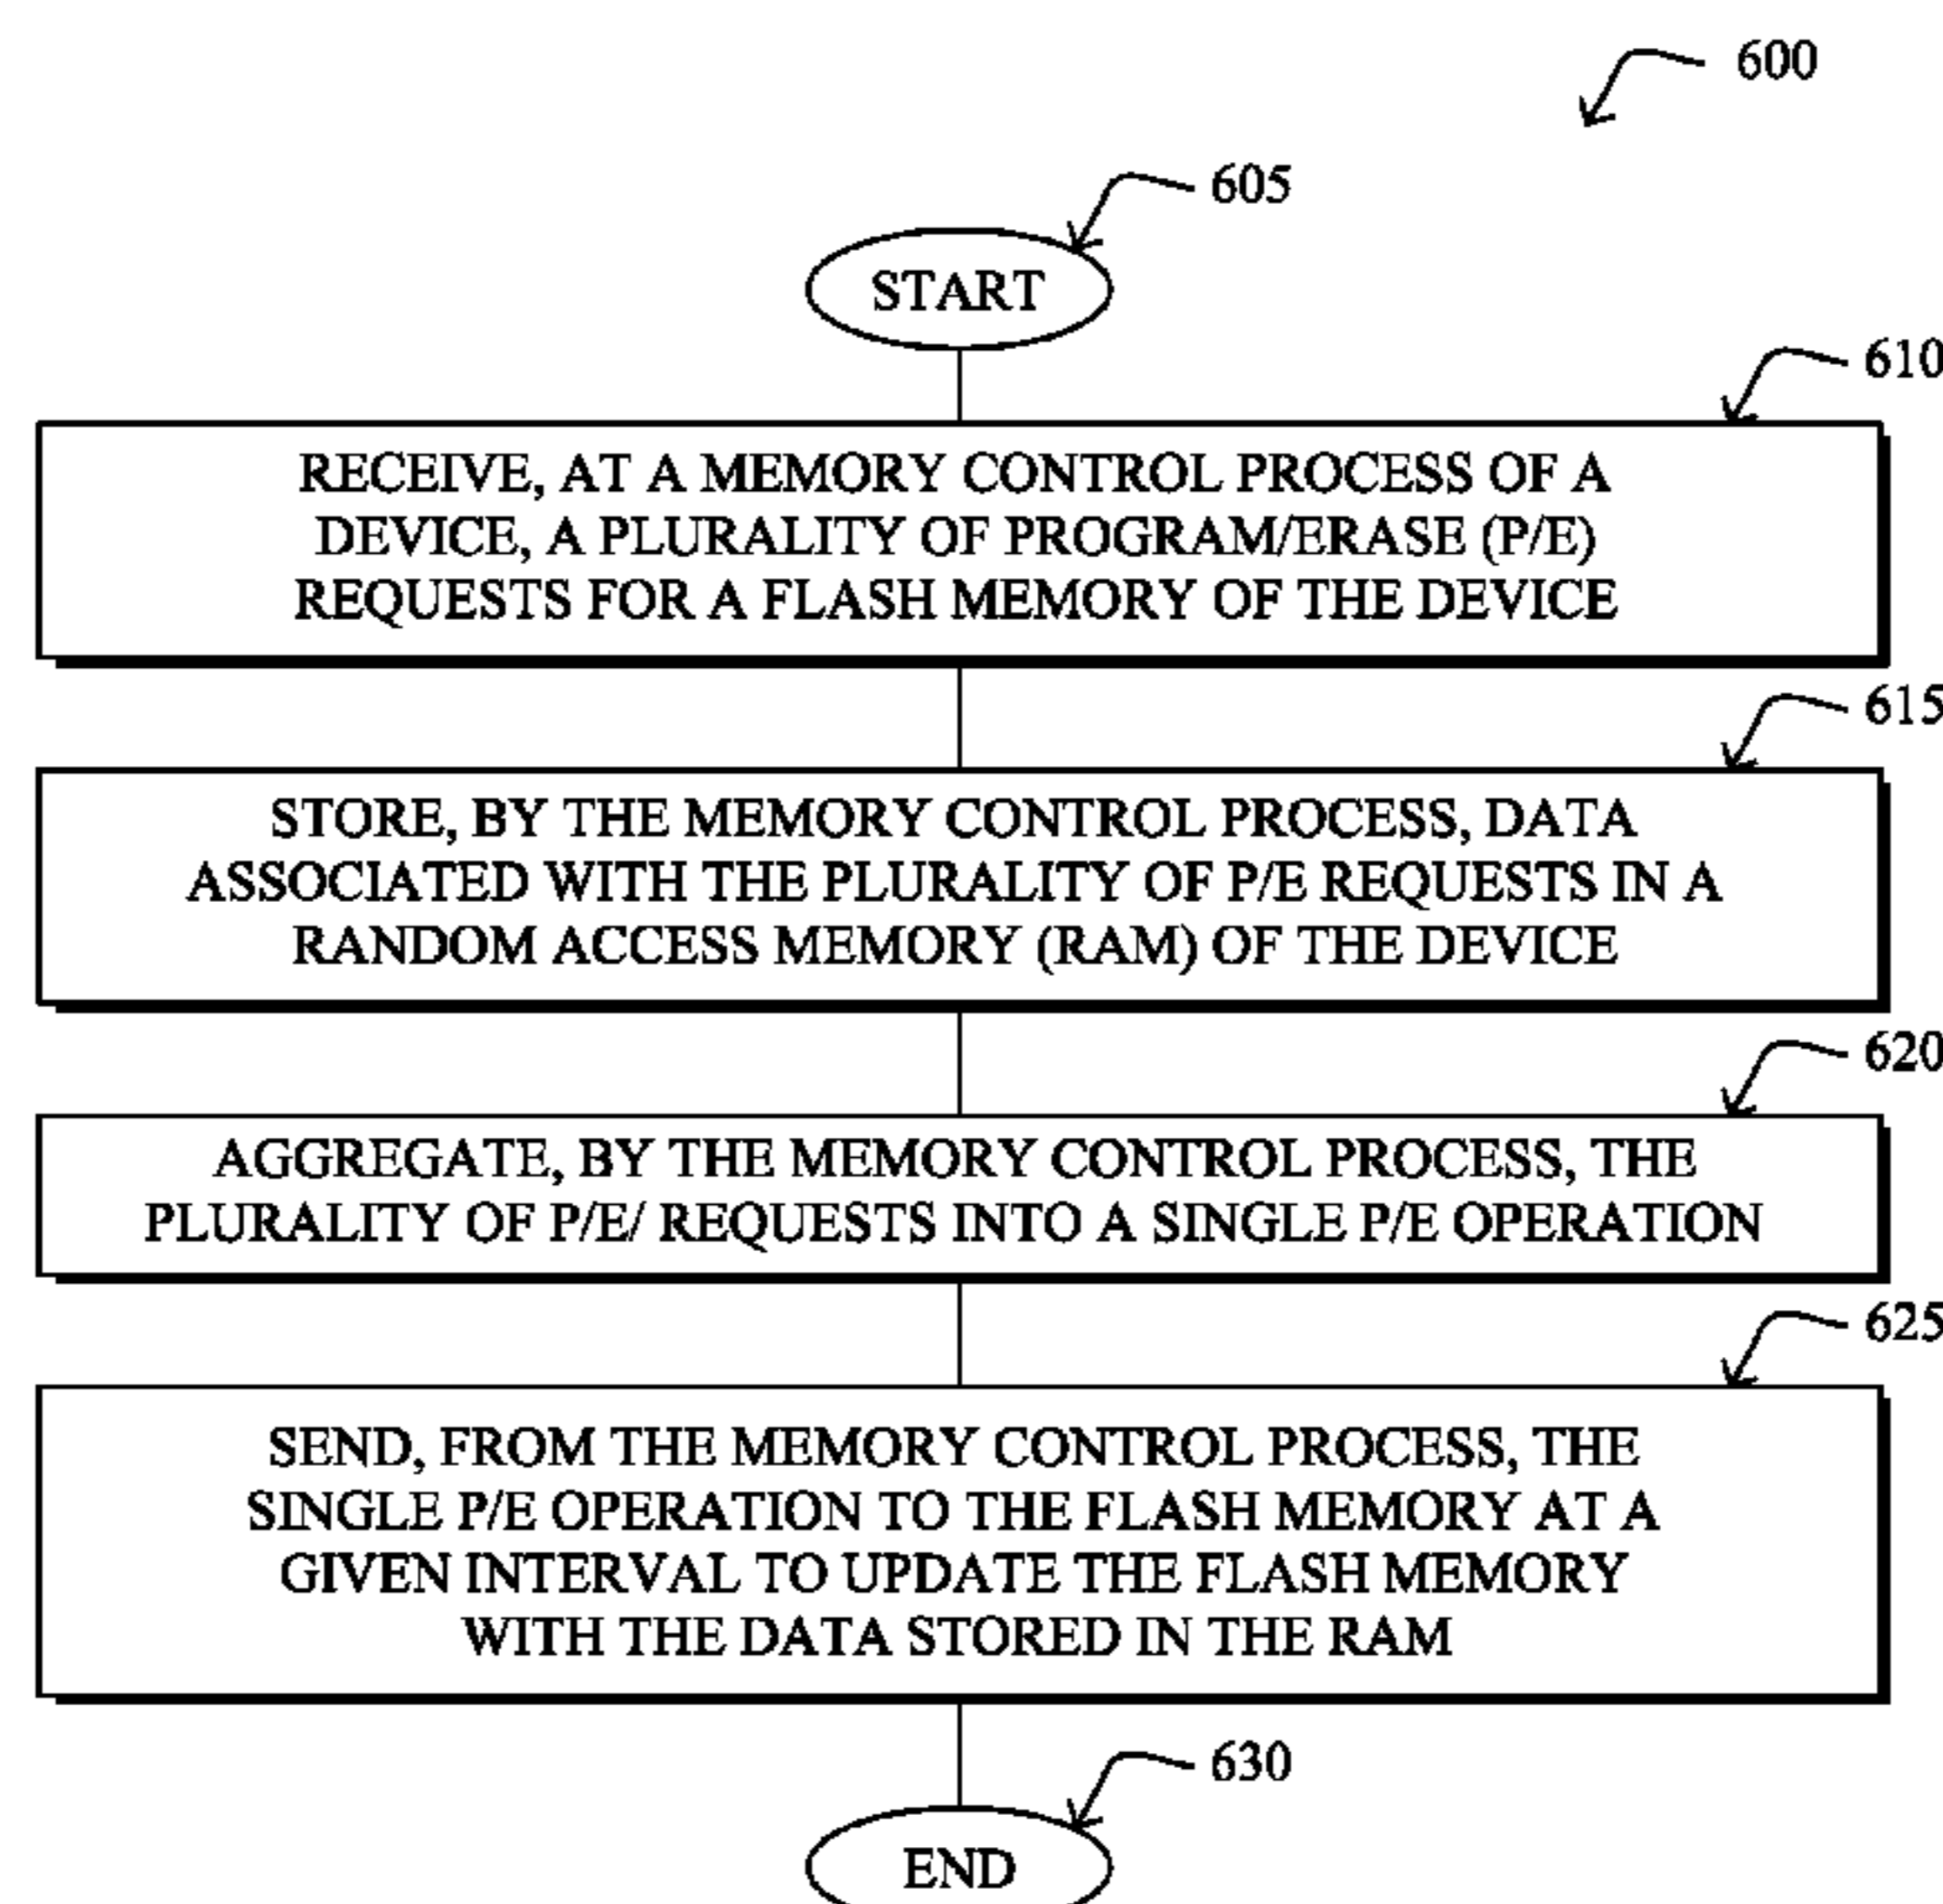 600
605
START
610
RECEIVE, AT A MEMORY CONTROL PROCESS OF A
DEVICE, A PLURALITY OF PROGRAM/ERASE (P/E)
REQUESTS FOR A FLASH MEMORY OF THE DEVICE
615
STORE, BY THE MEMORY CONTROL PROCESS, DATA
ASSOCIATED WITH THE PLURALITY OF P/E REQUESTS IN A
RANDOM ACCESS MEMORY (RAM) OF THE DEVICE
620
AGGREGATE, BY THE MEMORY CONTROL PROCESS, THE
PLURALITY OF P/E/ REQUESTS INTO A SINGLE P/E OPERATION
625
SEND, FROM THE MEMORY CONTROL PROCESS, THE
SINGLE P/E OPERATION TO THE FLASH MEMORY AT A
GIVEN INTERVAL TO UPDATE THE FLASH MEMORY
WITH THE DATA STORED IN THE RAM
630
END